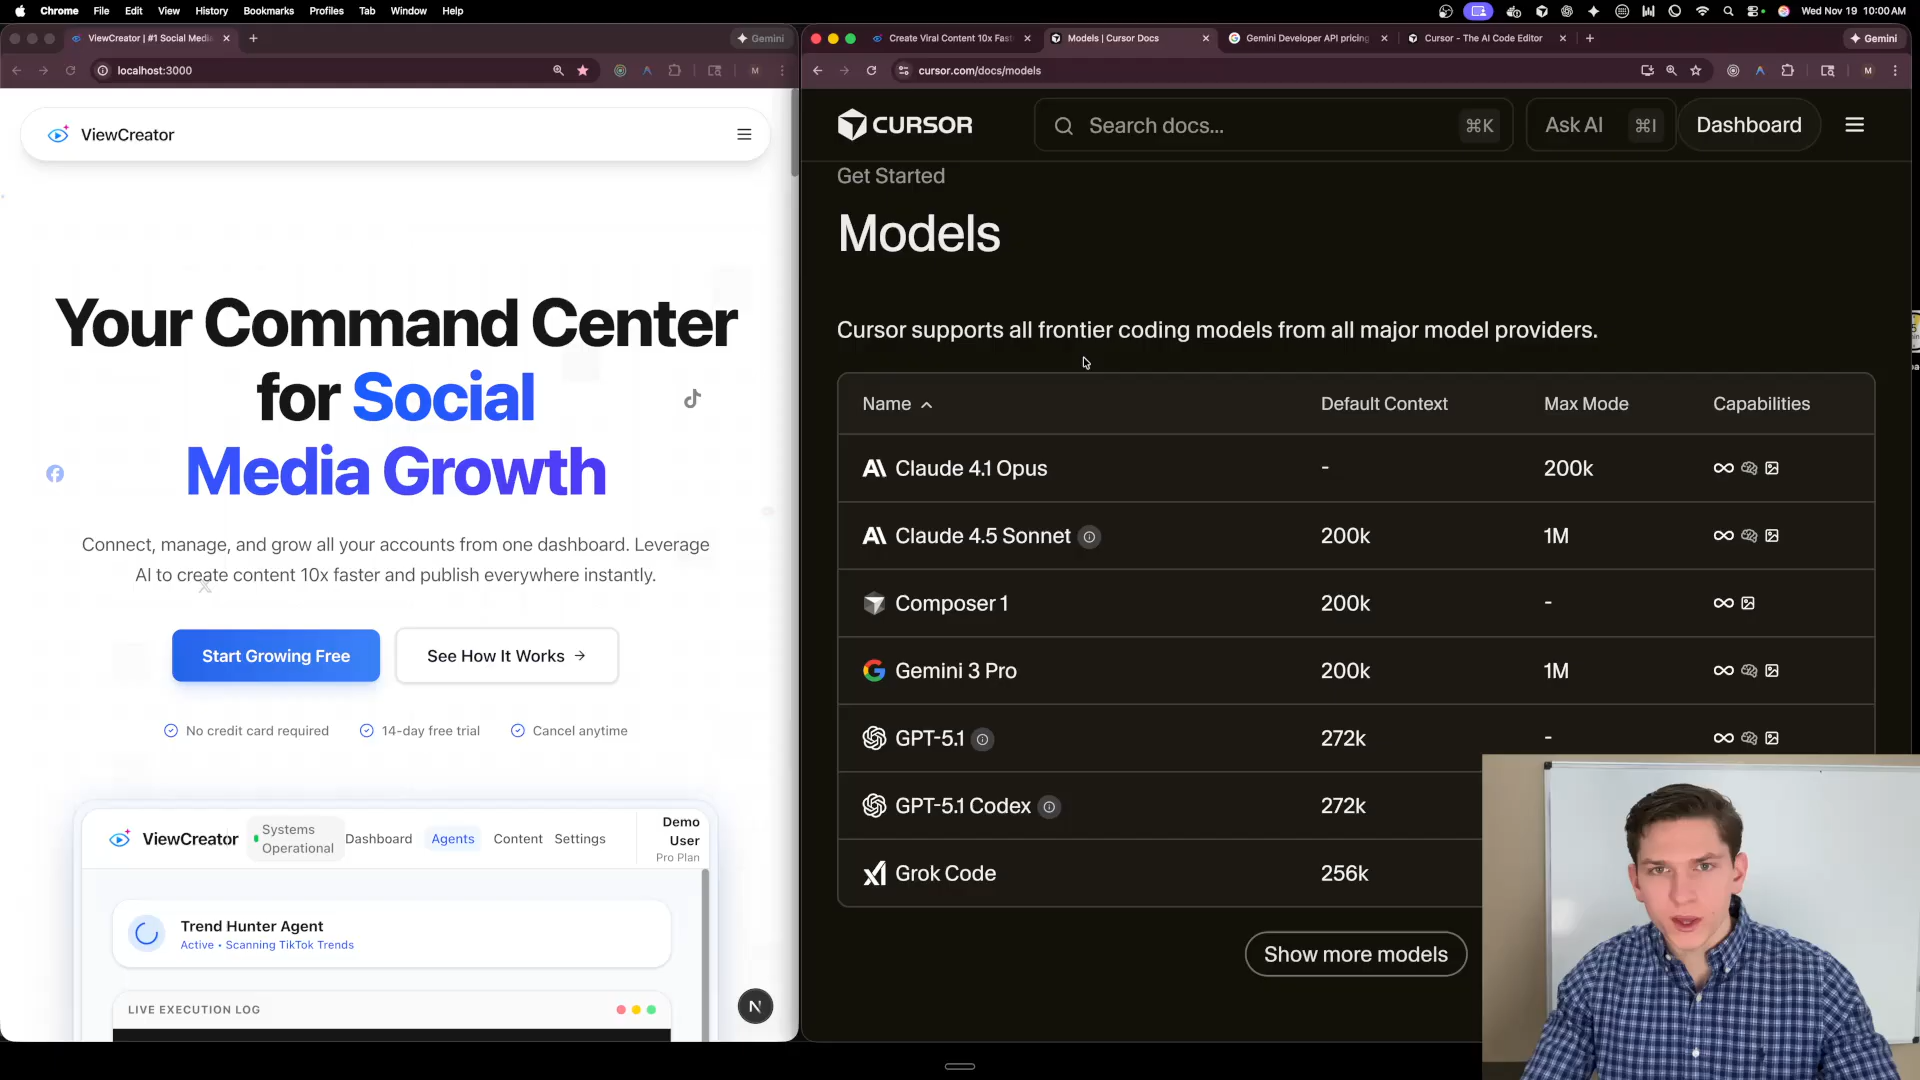 Chrome File Edit View History Bookmarks Profiles Tab Window Help
Wed Nov 19 10:00 AM
ViewCreator | #1 Social Medi
Gemini
localhost:3000
M
ViewCreator
Your Command Center
for Social
Media Growth
Connect, manage, and grow all your accounts from one dashboard. Leverage
AI to create content 10x faster and publish everywhere instantly.
Start Growing Free
See How It Works →
No credit card required
14-day free trial
Cancel anytime
ViewCreator
Systems
Operational
Dashboard
Agents
Content
Settings
Demo
User
Pro Plan
Trend Hunter Agent
Active • Scanning TikTok Trends
LIVE EXECUTION LOG
N
Create Viral Content 10x Fast
Models | Cursor Docs
Gemini Developer API pricing
Cursor - The AI Code Editor
Gemini
cursor.com/docs/models
M
CURSOR
Search docs...
⌘K
Ask AI
⌘I
Dashboard
Get Started
Models
Cursor supports all frontier coding models from all major model providers.
Name Default Context Max Mode Capabilities
Claude 4.1 Opus - 200k
Claude 4.5 Sonnet 200k 1M
Composer 1 200k -
Gemini 3 Pro 200k 1M
GPT-5.1 272k -
GPT-5.1 Codex 272k
Grok Code 256k
Show more models